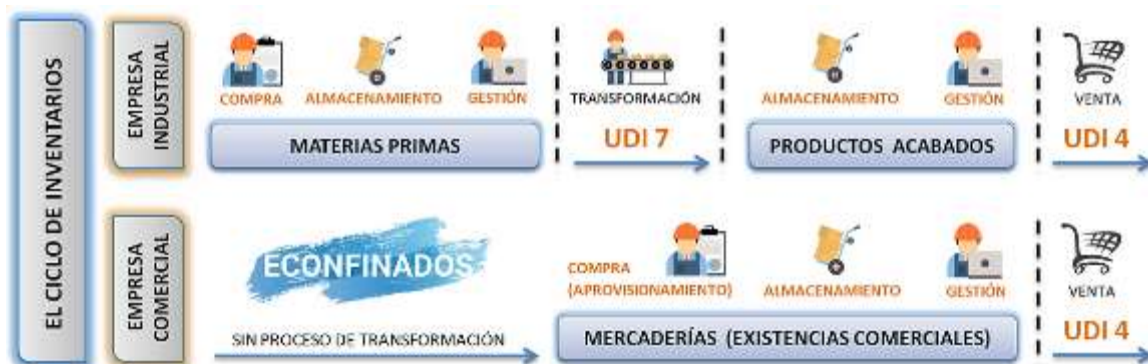 EL CICLO DE INVENTARIOS
EMPRESA
INDUSTRIAL
COMPRA
ALMACENAMIENTO
GESTIÓN
MATERIAS PRIMAS
TRANSFORMACIÓN
UDI 7
ALMACENAMIENTO
GESTIÓN
PRODUCTOS ACABADOS
VENTA
UDI 4
EMPRESA
COMERCIAL
ECONFINADOS
SIN PROCESO DE TRANSFORMACIÓN
COMPRA
(APROVISIONAMIENTO)
ALMACENAMIENTO
GESTIÓN
MERCADERÍAS (EXISTENCIAS COMERCIALES)
VENTA
UDI 4